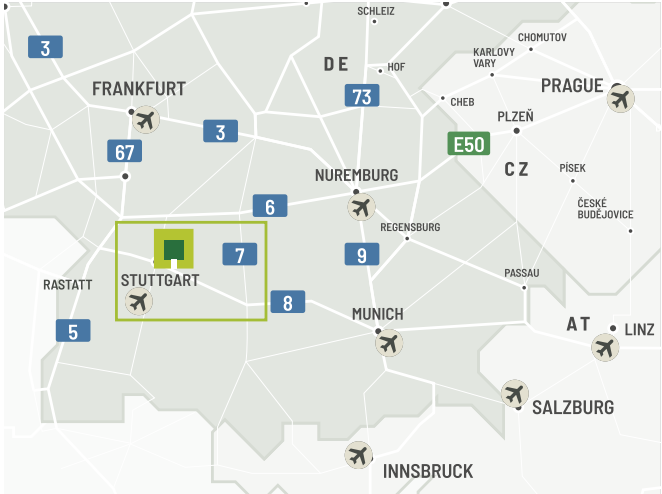 SCHLEIZ
3
CHOMUTOV
KARLOVY
VARY
DE
HOF
PRAGUE
FRANKFURT
73
CHEB
PLZEŇ
3
67
E50
CZ
PÍSEK
NUREMBURG
6
ČESKÉ
BUDĚJOVICE
REGENSBURG
7
9
PASSAU
RASTATT
STUTTGART
8
MUNICH
5
AT
LINZ
SALZBURG
INNSBRUCK